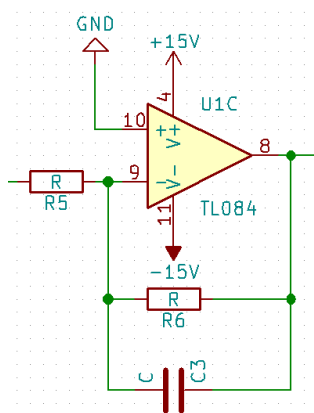 GND
+15V
4
U1C
10
+
V+
8
9
-
V-
R
R5
11
TL084
-15V
R
R6
C
C3